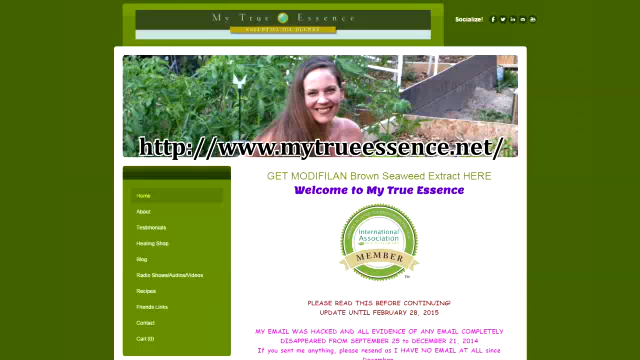 My True Essence
Socialize!
http://www.mytrueessence.net/
GET MODIFILAN Brown Seaweed Extract HERE
Welcome to My True Essence
Home
About
Testimonials
Healing Shop
Blog
Radio Shows/Audios/Videos
Recipes
Friends Links
Contact
Cart (0)
International
Association
MEMBER
PLEASE READ THIS BEFORE CONTINUING!
UPDATE UNTIL FEBRUARY 28, 2015
MY EMAIL WAS HACKED AND ALL EVIDENCE OF ANY EMAIL COMPLETELY
DISAPPEARED FROM SEPTEMBER 25 to DECEMBER 21, 2014
If you sent me anything, please resend as I HAVE NO EMAIL AT ALL since